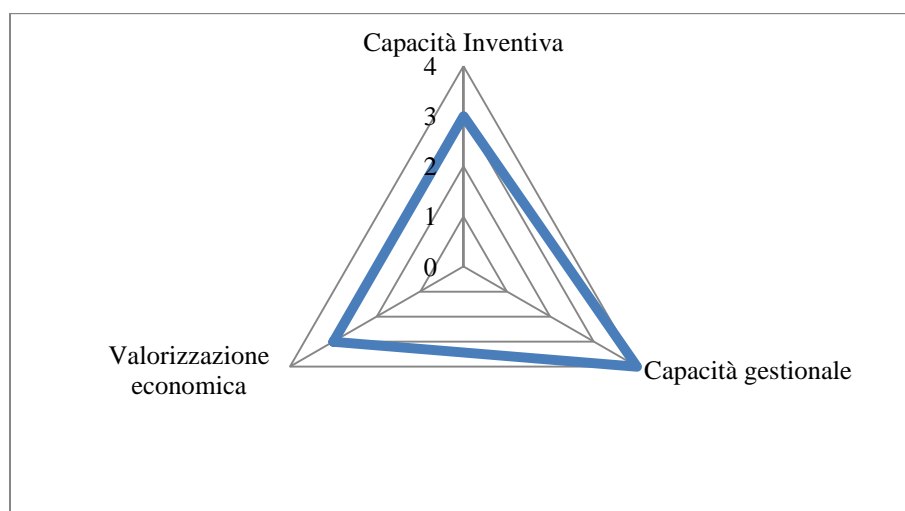 Capacità Inventiva
4
3
2
1
0
Valorizzazione
economica
Capacità gestionale